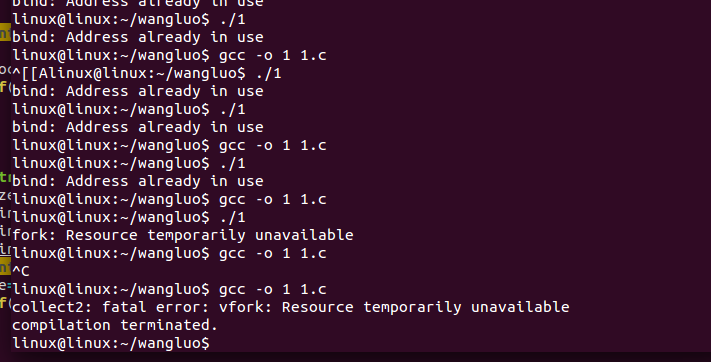 bind: Address already in use
linux@linux:~/wangluo$ ./1
bind: Address already in use
linux@linux:~/wangluo$ gcc -o 1 1.c
^[[Alinux@linux:~/wangluo$ ./1
bind: Address already in use
linux@linux:~/wangluo$ ./1
bind: Address already in use
linux@linux:~/wangluo$ gcc -o 1 1.c
linux@linux:~/wangluo$ ./1
bind: Address already in use
linux@linux:~/wangluo$ gcc -o 1 1.c
linux@linux:~/wangluo$ ./1
fork: Resource temporarily unavailable
linux@linux:~/wangluo$ gcc -o 1 1.c
^C
linux@linux:~/wangluo$ gcc -o 1 1.c
collect2: fatal error: vfork: Resource temporarily unavailable
compilation terminated.
linux@linux:~/wangluo$